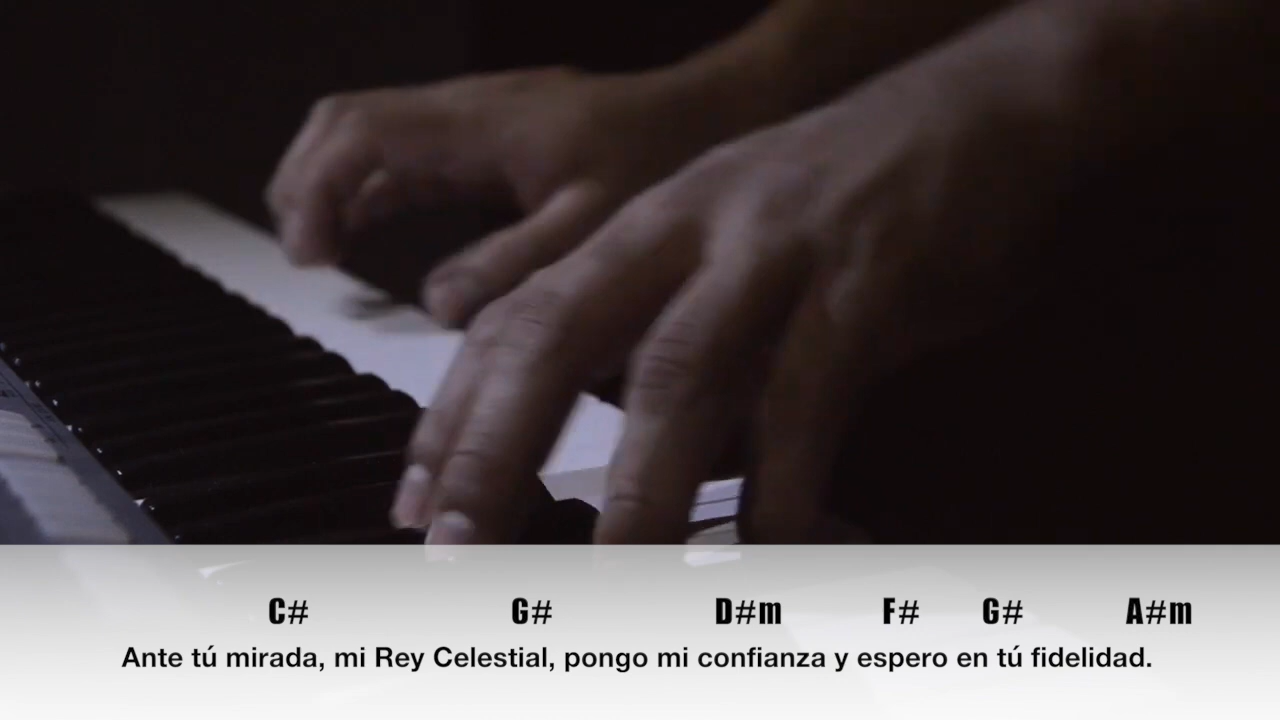 C# G# D#m F# G# A#m
Ante tú mirada, mi Rey Celestial, pongo mi confianza y espero en tú fidelidad.